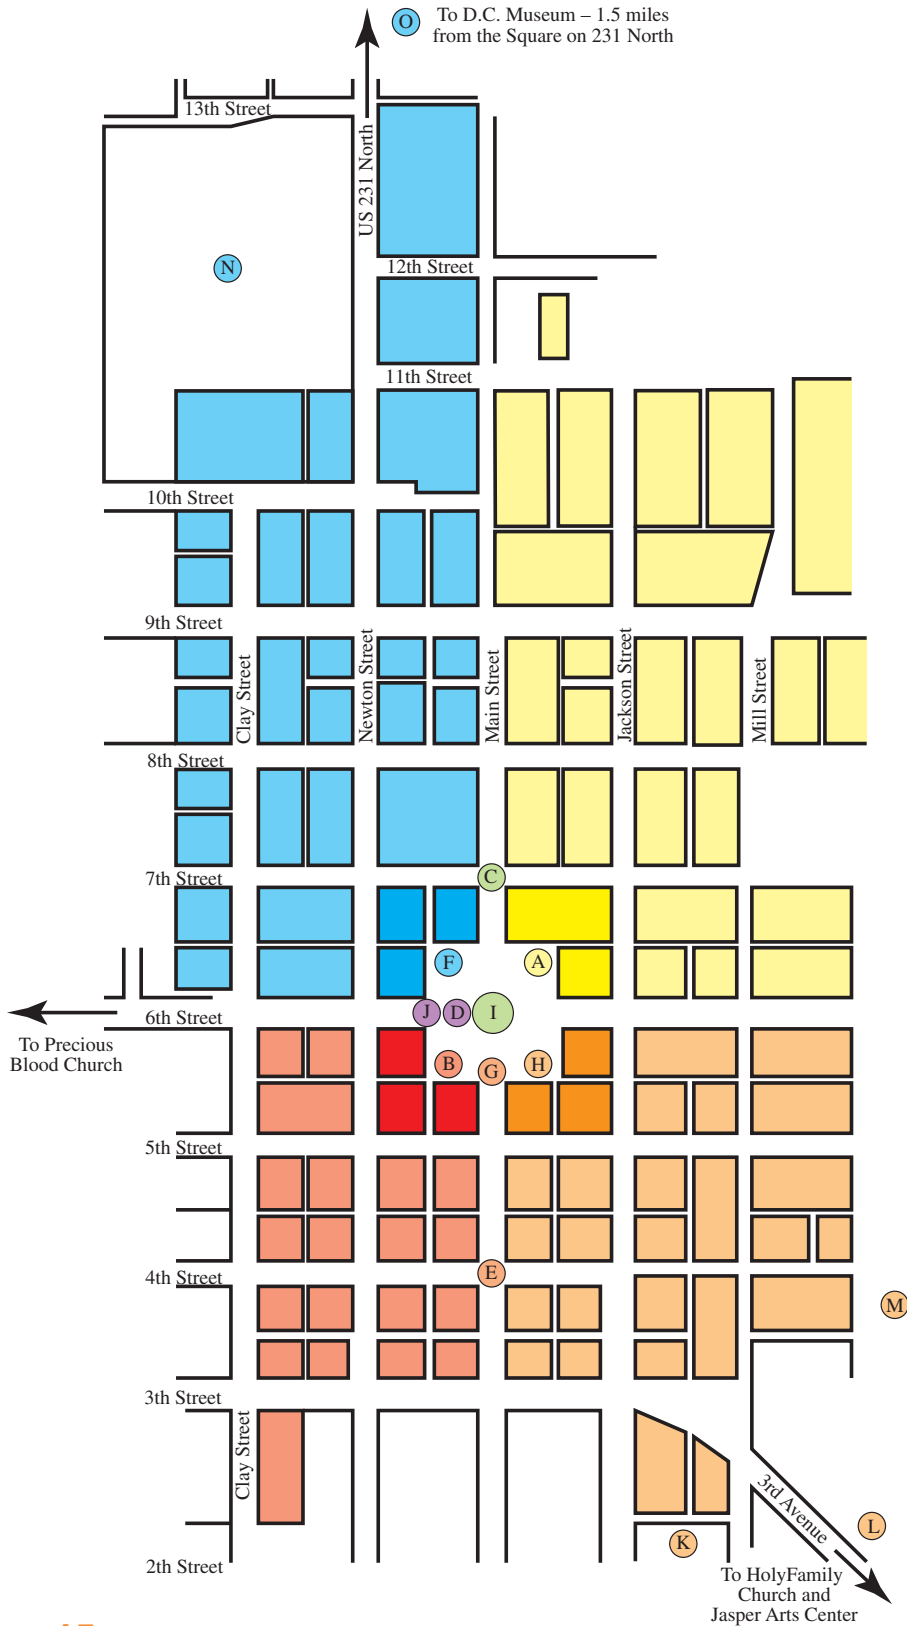 O
To D.C. Museum – 1.5 miles
from the Square on 231 North
13th Street
US 231 North
N
12th Street
11th Street
10th Street
9th Street
Clay Street
Newton Street
Main Street
Jackson Street
Mill Street
8th Street
C
7th Street
F
A
J
D
I
6th Street
To Precious
Blood Church
B
G
H
5th Street
E
4th Street
M
3th Street
Clay Street
3rd Avenue
L
K
2th Street
To HolyFamily
Church and
Jasper Arts Center